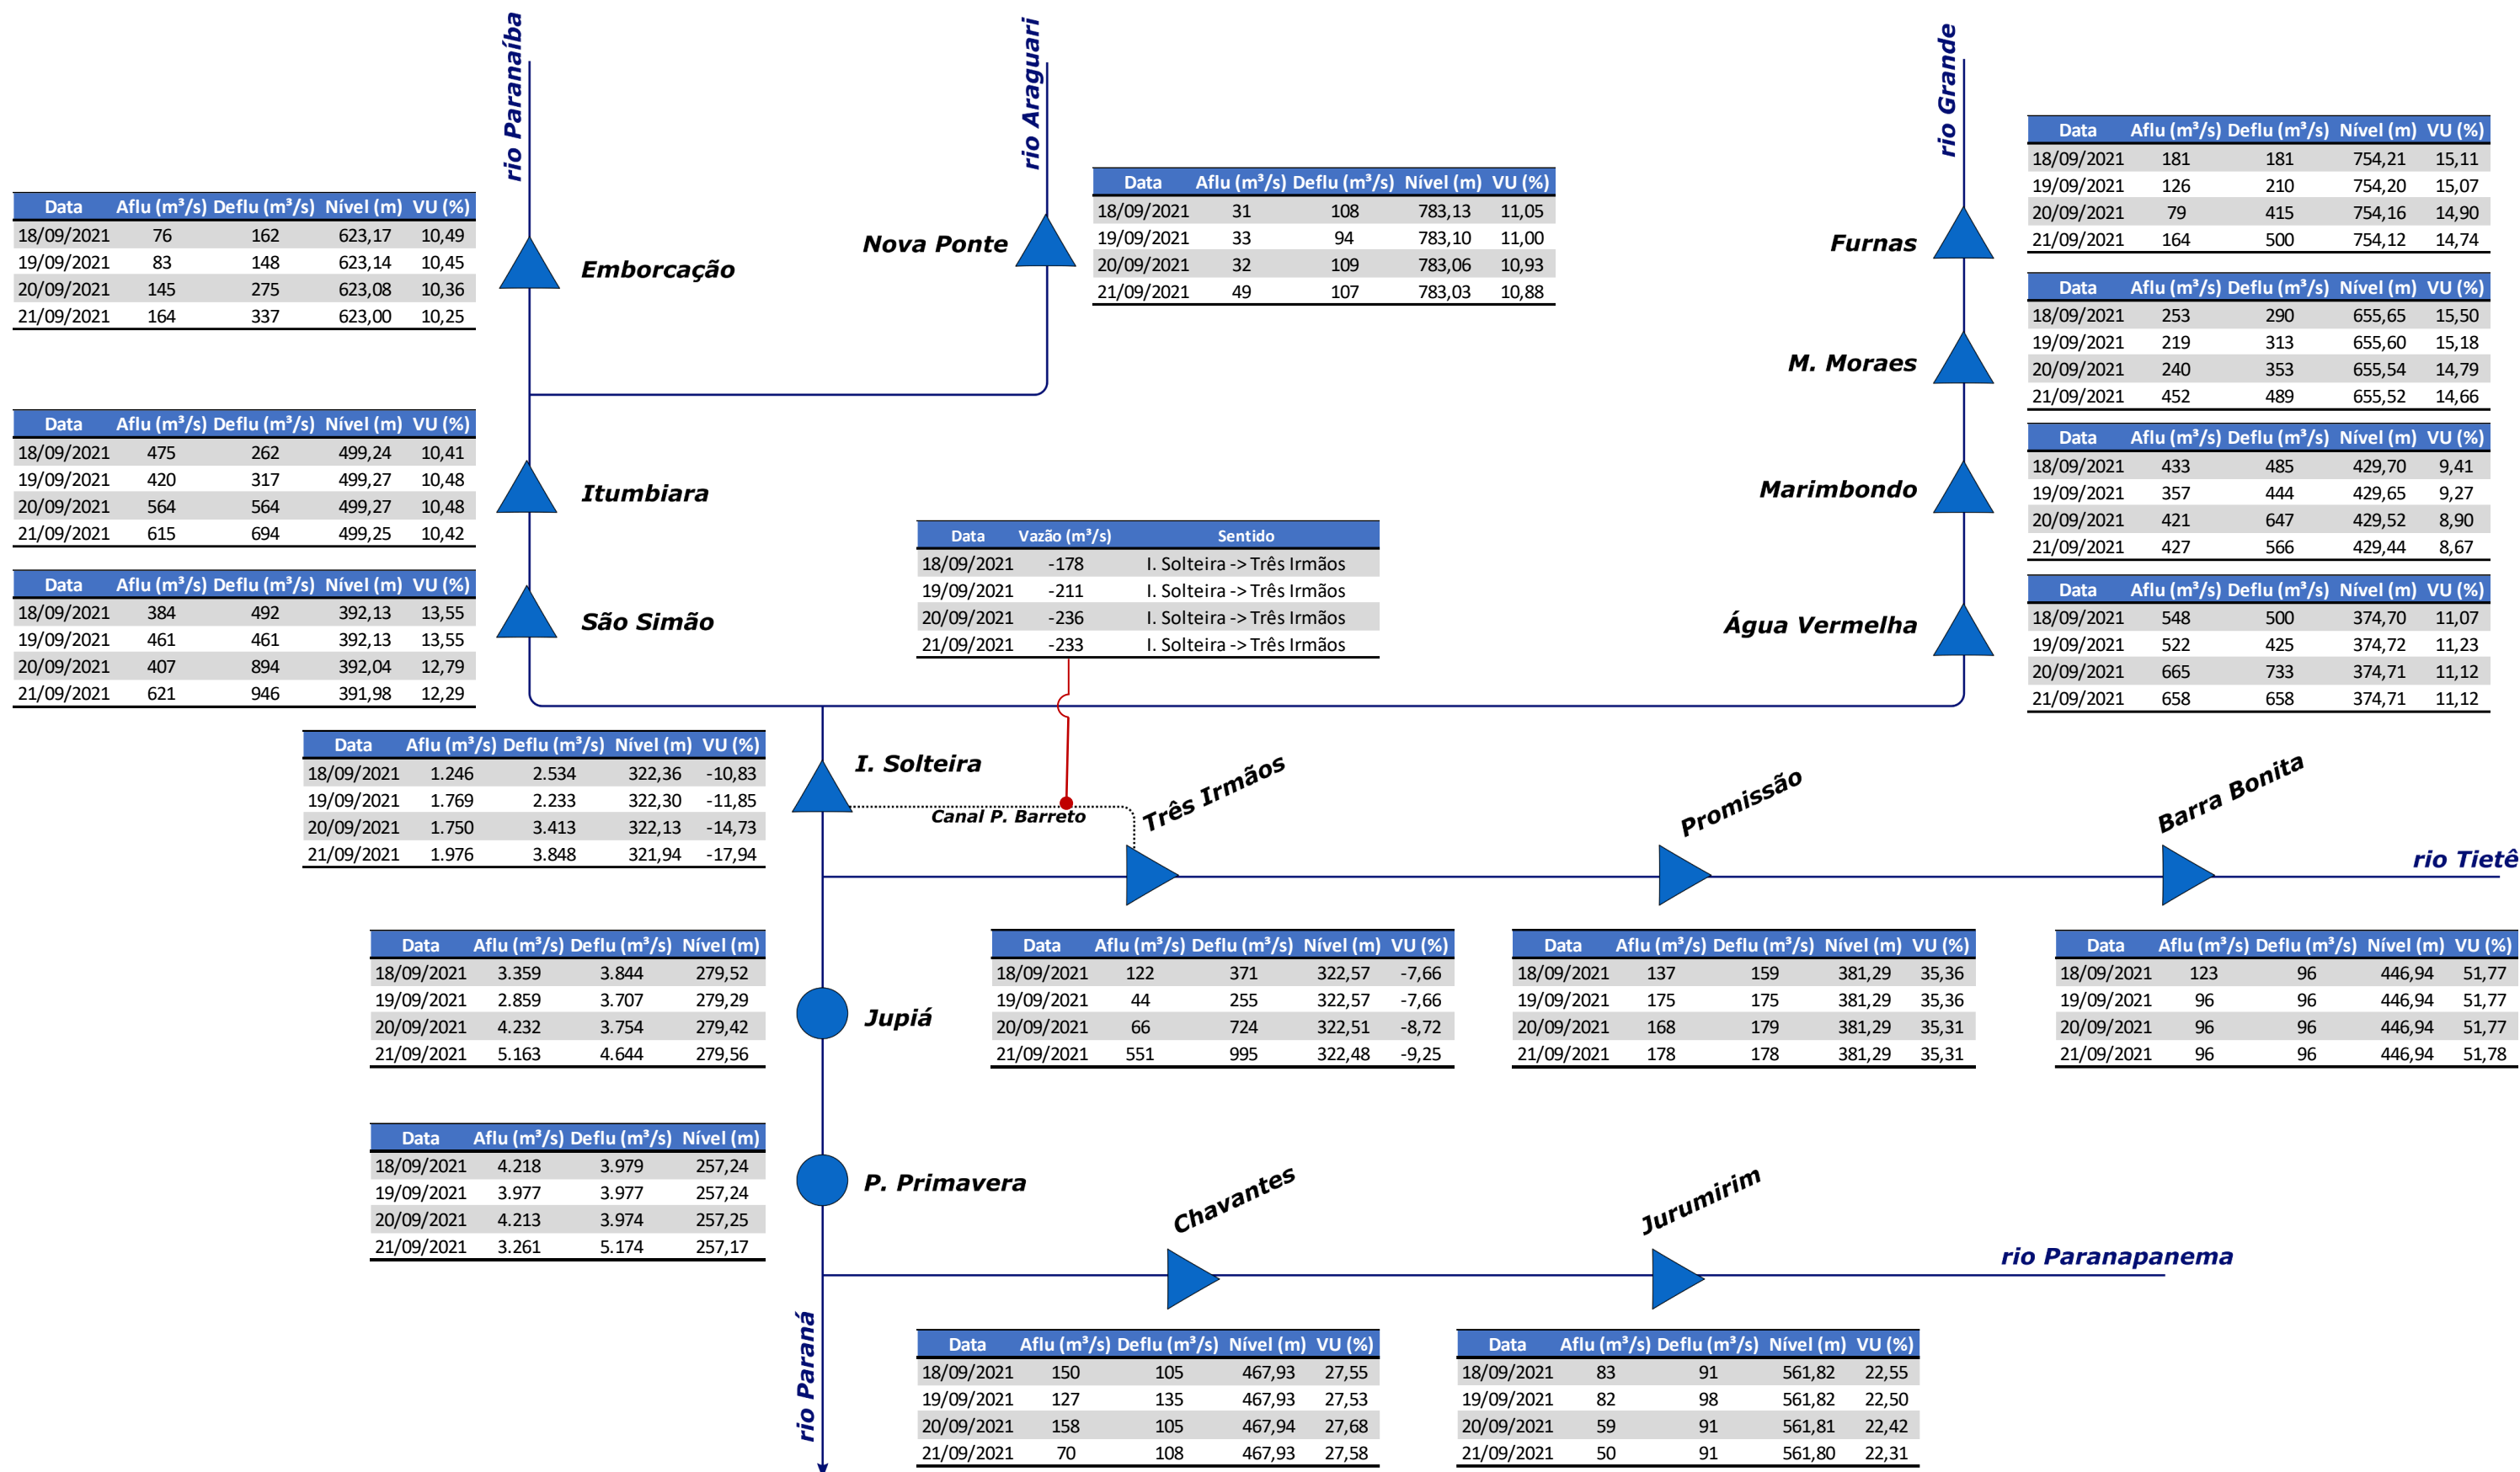 rio Paranaíba
rio Araguari
rio Grande
Data Aflu (m³/s) Deflu (m³/s) Nível (m) VU (%)
18/09/2021 181 181 754,21 15,11
19/09/2021 126 210 754,20 15,07
20/09/2021 79 415 754,16 14,90
21/09/2021 164 500 754,12 14,74
Furnas
Data Aflu (m³/s) Deflu (m³/s) Nível (m) VU (%)
18/09/2021 31 108 783,13 11,05
19/09/2021 33 94 783,10 11,00
20/09/2021 32 109 783,06 10,93
21/09/2021 49 107 783,03 10,88
Nova Ponte
Data Aflu (m³/s) Deflu (m³/s) Nível (m) VU (%)
18/09/2021 76 162 623,17 10,49
19/09/2021 83 148 623,14 10,45
20/09/2021 145 275 623,08 10,36
21/09/2021 164 337 623,00 10,25
Emborcação
Data Aflu (m³/s) Deflu (m³/s) Nível (m) VU (%)
18/09/2021 253 290 655,65 15,50
19/09/2021 219 313 655,60 15,18
20/09/2021 240 353 655,54 14,79
21/09/2021 452 489 655,52 14,66
M. Moraes
Data Aflu (m³/s) Deflu (m³/s) Nível (m) VU (%)
18/09/2021 475 262 499,24 10,41
19/09/2021 420 317 499,27 10,48
20/09/2021 564 564 499,27 10,48
21/09/2021 615 694 499,25 10,42
Itumbiara
Data Aflu (m³/s) Deflu (m³/s) Nível (m) VU (%)
18/09/2021 433 485 429,70 9,41
19/09/2021 357 444 429,65 9,27
20/09/2021 421 647 429,52 8,90
21/09/2021 427 566 429,44 8,67
Marimbondo
Data Vazão (m³/s) Sentido
18/09/2021 -178 I. Solteira -> Três Irmãos
19/09/2021 -211 I. Solteira -> Três Irmãos
20/09/2021 -236 I. Solteira -> Três Irmãos
21/09/2021 -233 I. Solteira -> Três Irmãos
Data Aflu (m³/s) Deflu (m³/s) Nível (m) VU (%)
18/09/2021 384 492 392,13 13,55
19/09/2021 461 461 392,13 13,55
20/09/2021 407 894 392,04 12,79
21/09/2021 621 946 391,98 12,29
São Simão
Data Aflu (m³/s) Deflu (m³/s) Nível (m) VU (%)
18/09/2021 548 500 374,70 11,07
19/09/2021 522 425 374,72 11,23
20/09/2021 665 733 374,71 11,12
21/09/2021 658 658 374,71 11,12
Água Vermelha
Data Aflu (m³/s) Deflu (m³/s) Nível (m) VU (%)
18/09/2021 1.246 2.534 322,36 -10,83
19/09/2021 1.769 2.233 322,30 -11,85
20/09/2021 1.750 3.413 322,13 -14,73
21/09/2021 1.976 3.848 321,94 -17,94
I. Solteira
Canal P. Barreto
Três Irmãos
Promissão
Barra Bonita
rio Tietê
Data Aflu (m³/s) Deflu (m³/s) Nível (m)
18/09/2021 3.359 3.844 279,52
19/09/2021 2.859 3.707 279,29
20/09/2021 4.232 3.754 279,42
21/09/2021 5.163 4.644 279,56
Jupiá
Data Aflu (m³/s) Deflu (m³/s) Nível (m) VU (%)
18/09/2021 122 371 322,57 -7,66
19/09/2021 44 255 322,57 -7,66
20/09/2021 66 724 322,51 -8,72
21/09/2021 551 995 322,48 -9,25
Data Aflu (m³/s) Deflu (m³/s) Nível (m) VU (%)
18/09/2021 137 159 381,29 35,36
19/09/2021 175 175 381,29 35,36
20/09/2021 168 179 381,29 35,31
21/09/2021 178 178 381,29 35,31
Data Aflu (m³/s) Deflu (m³/s) Nível (m) VU (%)
18/09/2021 123 96 446,94 51,77
19/09/2021 96 96 446,94 51,77
20/09/2021 96 96 446,94 51,77
21/09/2021 96 96 446,94 51,78
Data Aflu (m³/s) Deflu (m³/s) Nível (m)
18/09/2021 4.218 3.979 257,24
19/09/2021 3.977 3.977 257,24
20/09/2021 4.213 3.974 257,25
21/09/2021 3.261 5.174 257,17
P. Primavera
Chavantes
Jurumirim
rio Paranapanema
rio Paraná
Data Aflu (m³/s) Deflu (m³/s) Nível (m) VU (%)
18/09/2021 150 105 467,93 27,55
19/09/2021 127 135 467,93 27,53
20/09/2021 158 105 467,94 27,68
21/09/2021 70 108 467,93 27,58
Data Aflu (m³/s) Deflu (m³/s) Nível (m) VU (%)
18/09/2021 83 91 561,82 22,55
19/09/2021 82 98 561,82 22,50
20/09/2021 59 91 561,81 22,42
21/09/2021 50 91 561,80 22,31